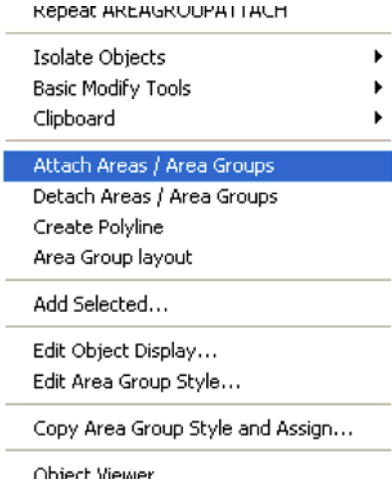 Repeat AREAGROUPATTACH
Isolate Objects
Basic Modify Tools
Clipboard
Attach Areas / Area Groups
Detach Areas / Area Groups
Create Polyline
Area Group layout
Add Selected...
Edit Object Display...
Edit Area Group Style...
Copy Area Group Style and Assign...
Object Viewer